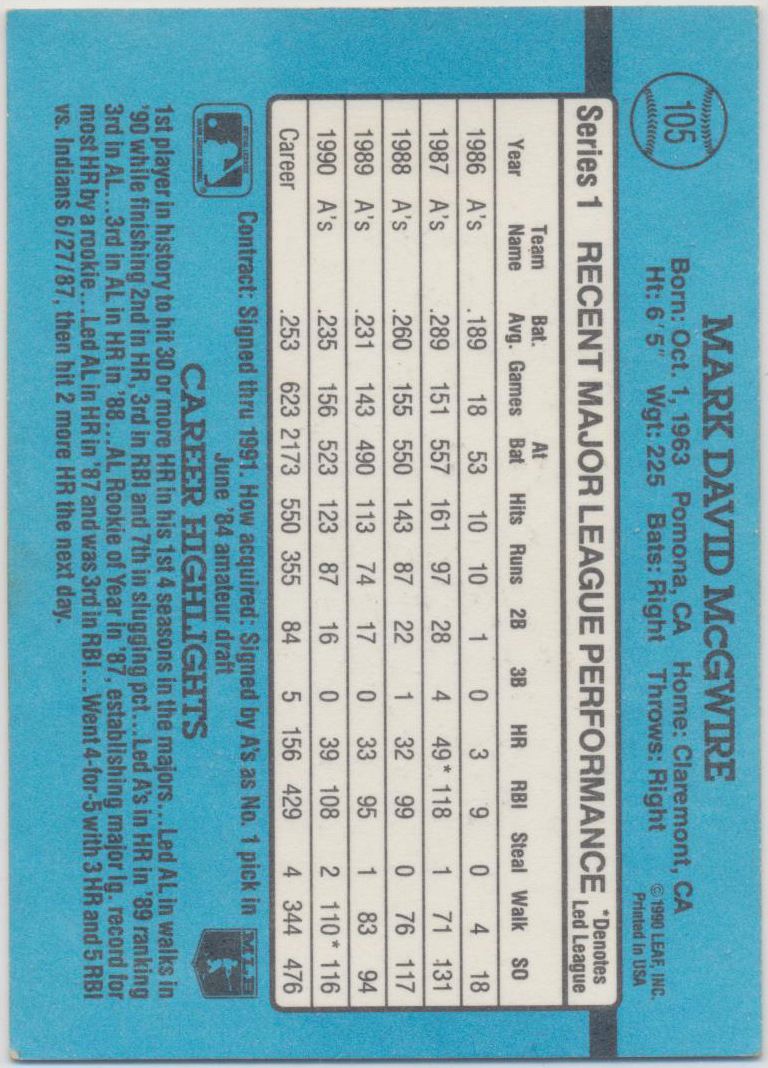 105
MARK DAVID McGWIRE
Born: Oct. 1, 1963 Pomona, CA Home: Claremont, CA
Ht: 6'5" Wgt: 225 Bats: Right Throws: Right
©1990 LEAF, INC.
Printed in USA
Series 1 RECENT MAJOR LEAGUE PERFORMANCE *Denotes Led League
Year Team Name Bat. Avg. Games At Bat Hits Runs 2B 3B HR RBI Steal Walk SO
1986 A's .189 18 53 10 10 1 0 3 9 0 4 18
1987 A's .289 151 557 161 97 28 4 49* 118 1 71 131
1988 A's .260 155 550 143 87 22 1 32 99 0 76 117
1989 A's .231 143 490 113 74 17 0 33 95 1 83 94
1990 A's .235 156 523 123 87 16 0 39 108 2 110* 116
Career .253 623 2173 550 355 84 5 156 429 4 344 476
Contract: Signed thru 1991. How acquired: Signed by A's as No. 1 pick in
June '84 amateur draft
MLB
CAREER HIGHLIGHTS
1st player in history to hit 30 or more HR in his 1st 4 seasons in the majors...Led AL in walks in
'90 while finishing 2nd in HR, 3rd in RBI and 7th in slugging pct...Led A's in HR in '89 ranking
3rd in AL...3rd in AL in HR in '88...AL Rookie of Year in '87, establishing major lg. record for
most HR by a rookie...Led AL in HR in '87 and was 3rd in RBI...Went 4-for-5 with 3 HR and 5 RBI
vs. Indians 6/27/87, then hit 2 more HR the next day.